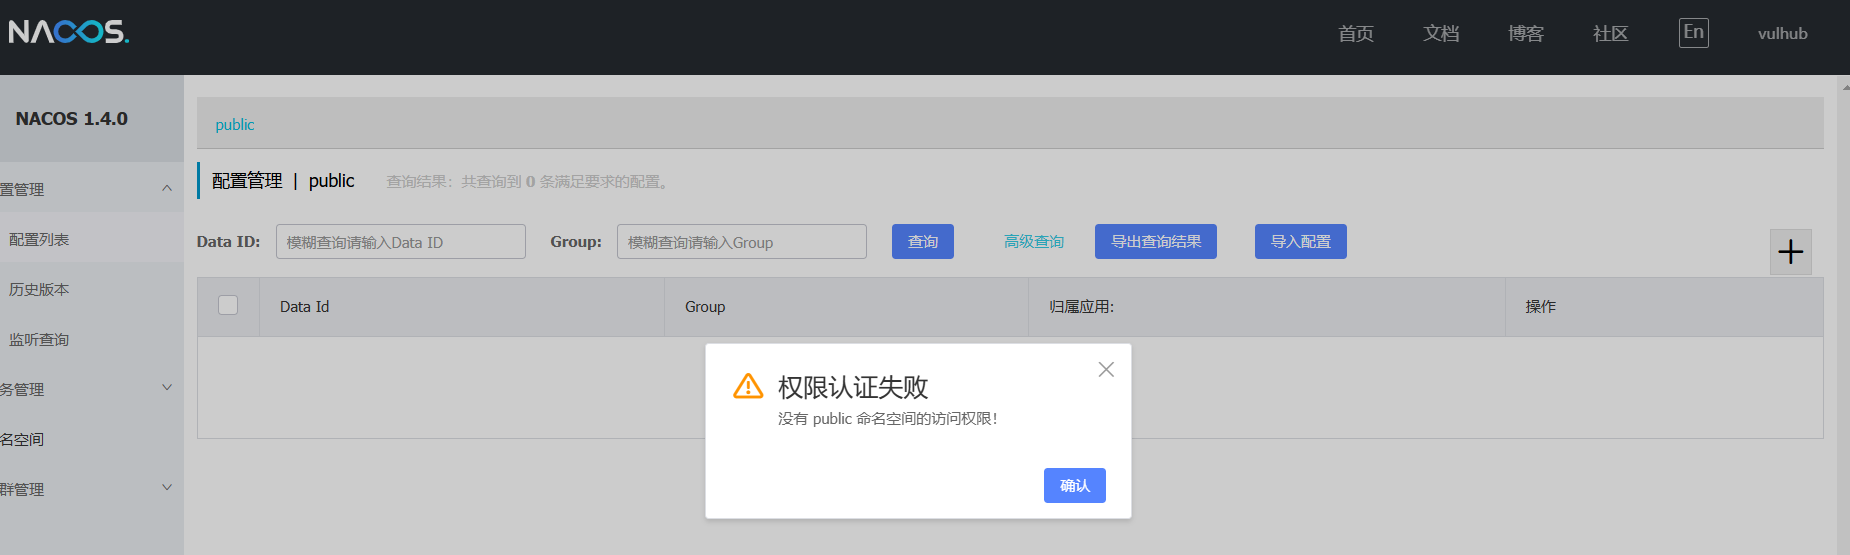 NACOS.
首页 文档 博客 社区 En vulhub
NACOS 1.4.0
置管理
配置列表
历史版本
监听查询
务管理
名空间
群管理
public
配置管理 | public 查询结果：共查询到 0 条满足要求的配置。
Data ID: 模糊查询请输入Data ID Group: 模糊查询请输入Group 查询 高级查询 导出查询结果 导入配置
Data Id Group 归属应用: 操作
权限认证失败
没有 public 命名空间的访问权限！
确认